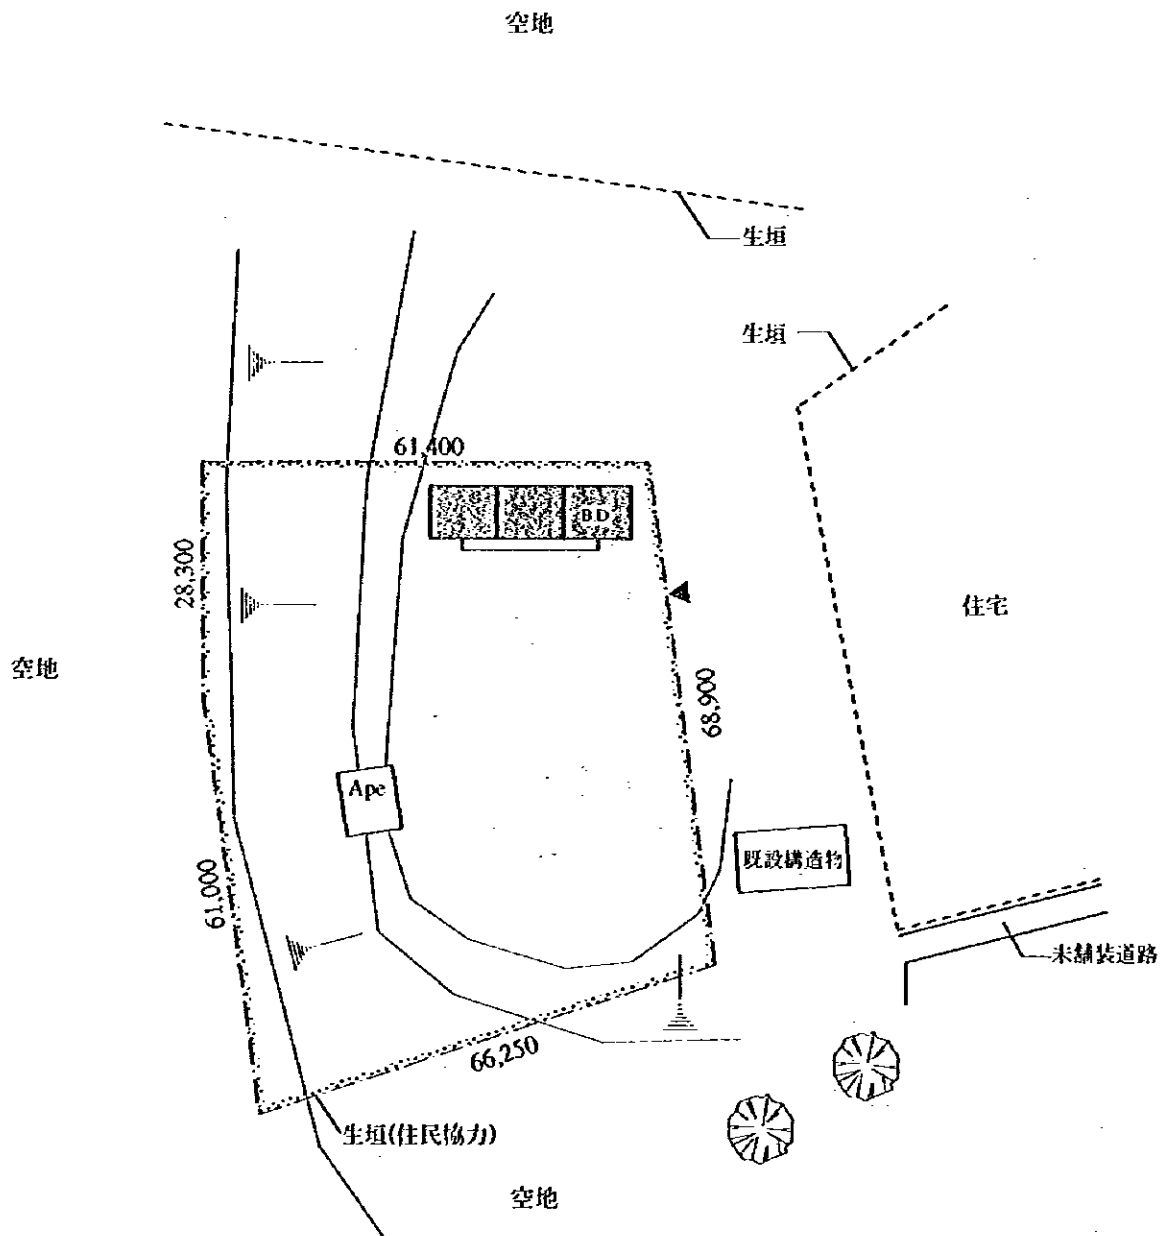 空地
生垣
生垣
61,400
BD
28,300
住宅
空地
68,900
Ape
既設構造物
61,000
未舗装道路
66,250
生垣(住民協力)
空地